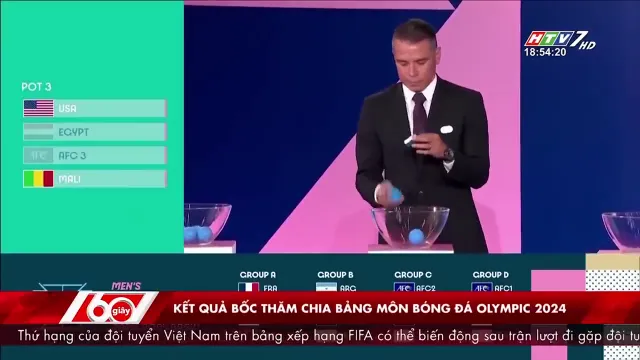 HTV7 HD
18:54:20
POT 3
USA
EGYPT
AFC 3
MALI
GROUP A GROUP B GROUP C GROUP D
MEN'S FRA ARG AFC2 AFC1
60 giây KẾT QUẢ BỐC THĂM CHIA BẢNG MÔN BÓNG ĐÁ OLYMPIC 2024
Thứ hạng của đội tuyển Việt Nam trên bảng xếp hạng FIFA có thể biến động sau trận lượt đi gặp đối